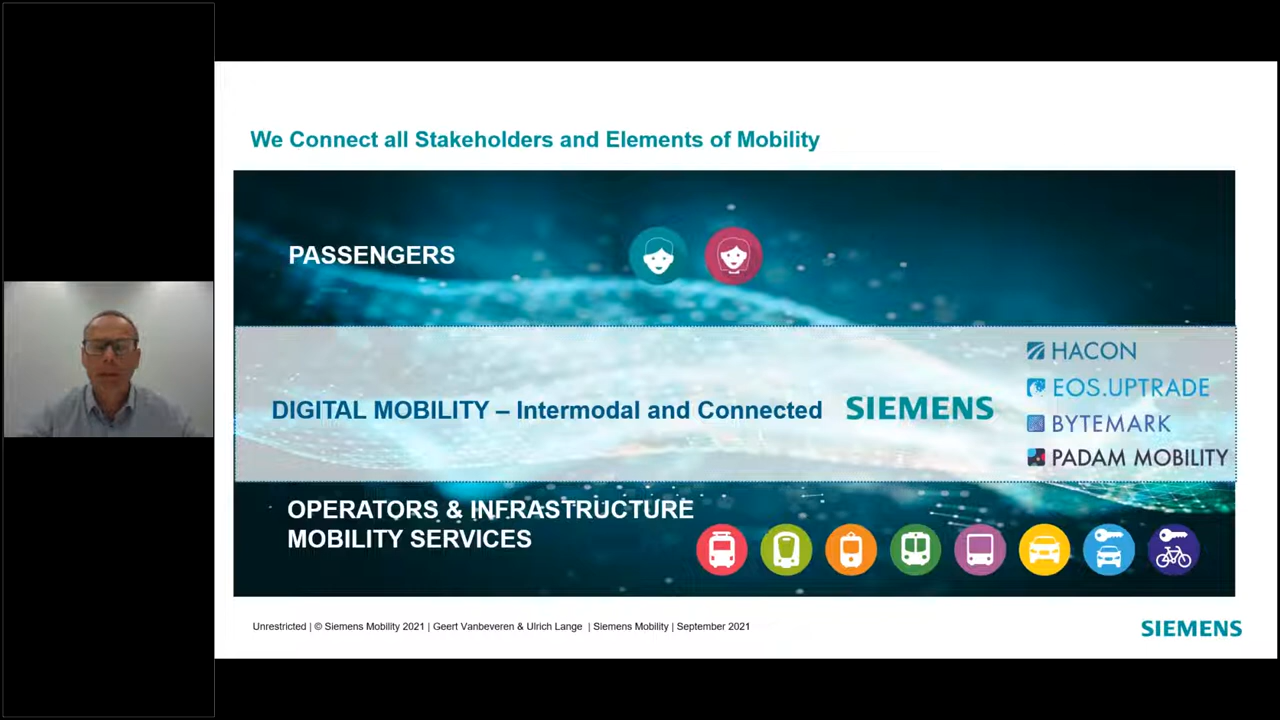 We Connect all Stakeholders and Elements of Mobility
PASSENGERS
DIGITAL MOBILITY – Intermodal and Connected
SIEMENS
HACON
EOS.UPTRADE
BYTEMARK
PADAM MOBILITY
OPERATORS & INFRASTRUCTURE
MOBILITY SERVICES
Unrestricted | © Siemens Mobility 2021 | Geert Vanbeveren & Ulrich Lange | Siemens Mobility | September 2021
SIEMENS